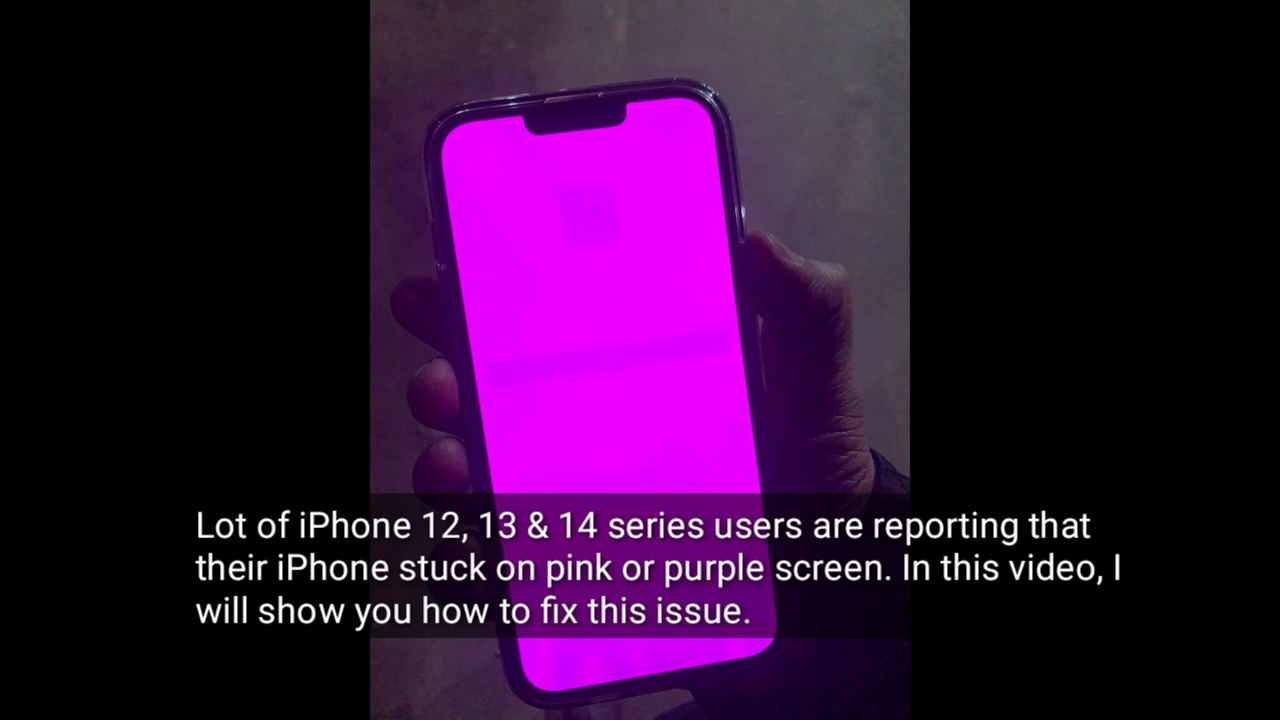 Lot of iPhone 12, 13 & 14 series users are reporting that
their iPhone stuck on pink or purple screen. In this video, I
will show you how to fix this issue.